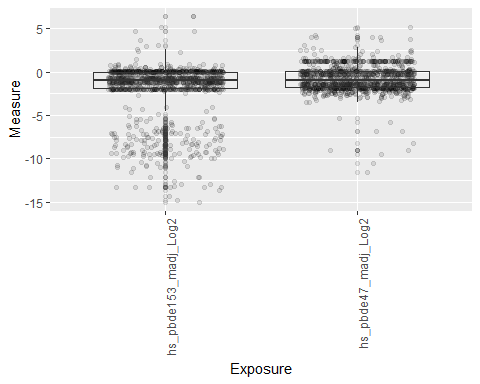 5
0
-5
-10
-15
Measure
hs_pbde153_madj_Log2
hs_pbde47_madj_Log2
Exposure